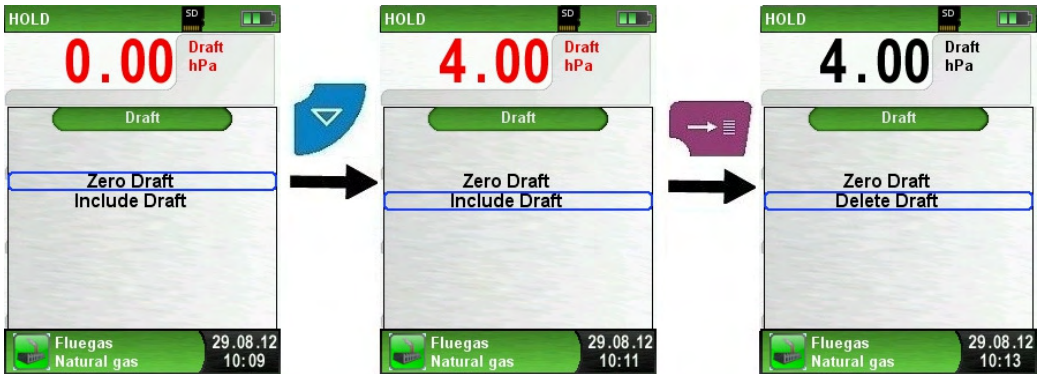 HOLD
SD
0.00
Draft
hPa
Draft
Zero Draft
Include Draft
Fluegas
Natural gas
29.08.12
10:09
HOLD
SD
4.00
Draft
hPa
Draft
Zero Draft
Include Draft
Fluegas
Natural gas
29.08.12
10:11
HOLD
SD
4.00
Draft
hPa
Draft
Zero Draft
Delete Draft
Fluegas
Natural gas
29.08.12
10:13